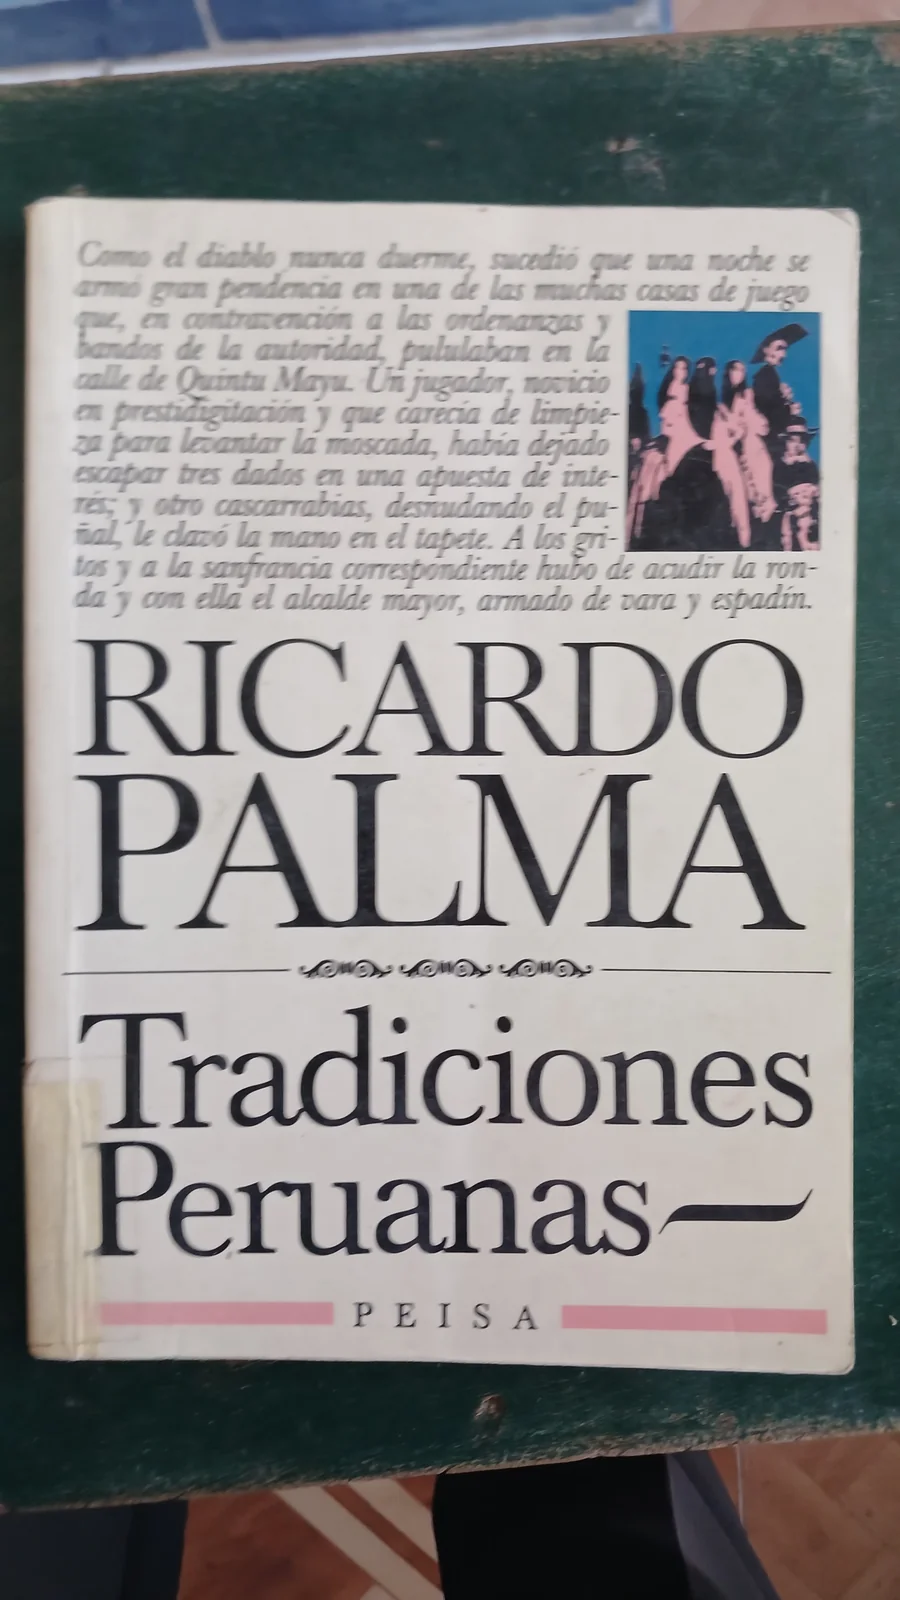 Como el diablo nunca duerme, sucedió que una noche se
armó gran pendencia en una de las muchas casas de juego
que, en contravención a las ordenanzas y
bandos de la autoridad, pululaban en la
calle de Quintu Mayu. Un jugador, novicio
en prestidigitación y que carecía de limpie-
za para levantar la moscada, había dejado
escapar tres dados en una apuesta de inte-
rés; y otro cascarrabias, desnudando el pu-
ñal, le clavó la mano en el tapete. A los gri-
tos y a la sanfrancia correspondiente hubo de acudir la ron-
da y con ella el alcalde mayor, armado de vara y espadín.
RICARDO
PALMA
Tradiciones
Peruanas
PEISA